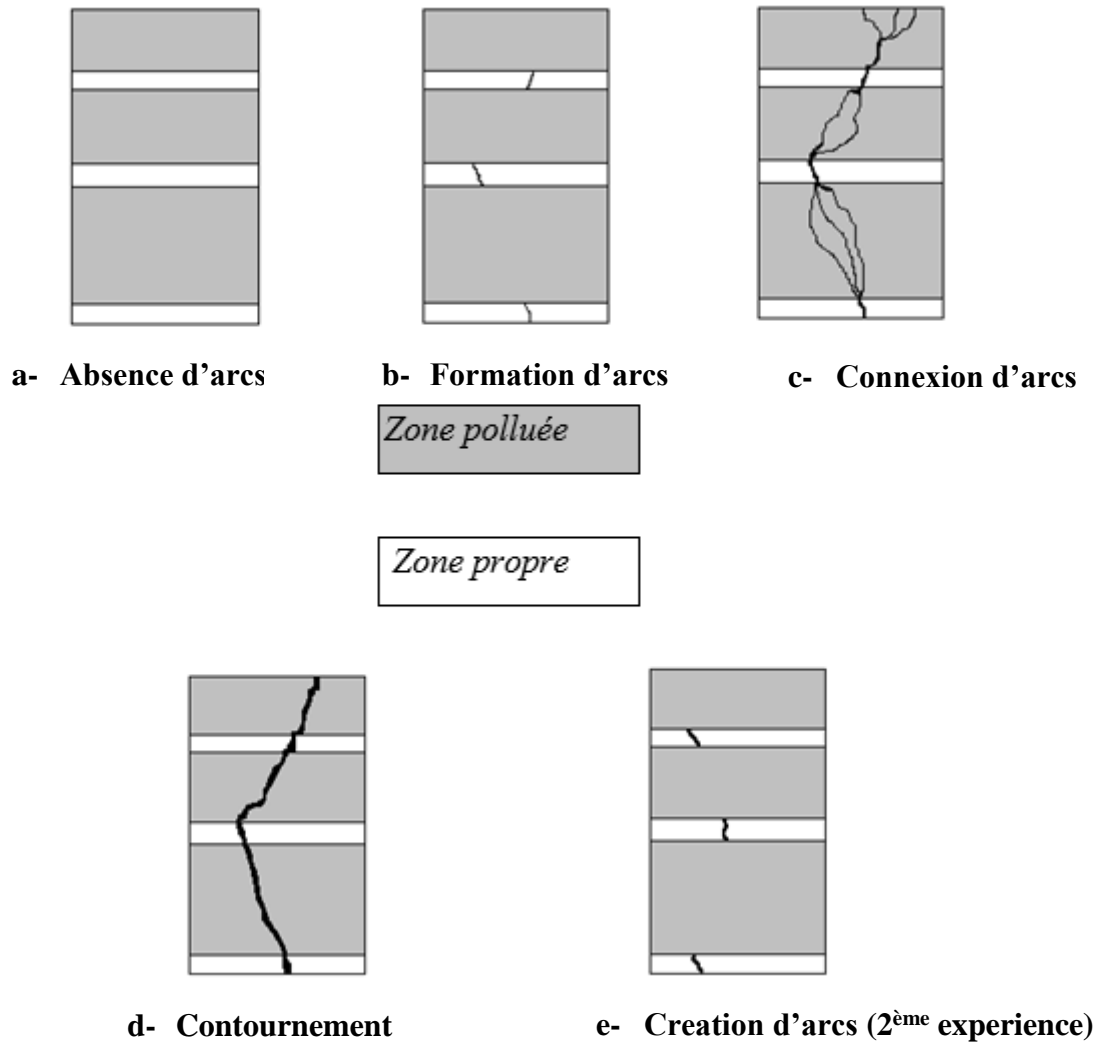 a- Absence d'arcs
b- Formation d'arcs
c- Connexion d'arcs
Zone polluée
Zone propre
d- Contournement
e- Creation d'arcs (2ème experience)